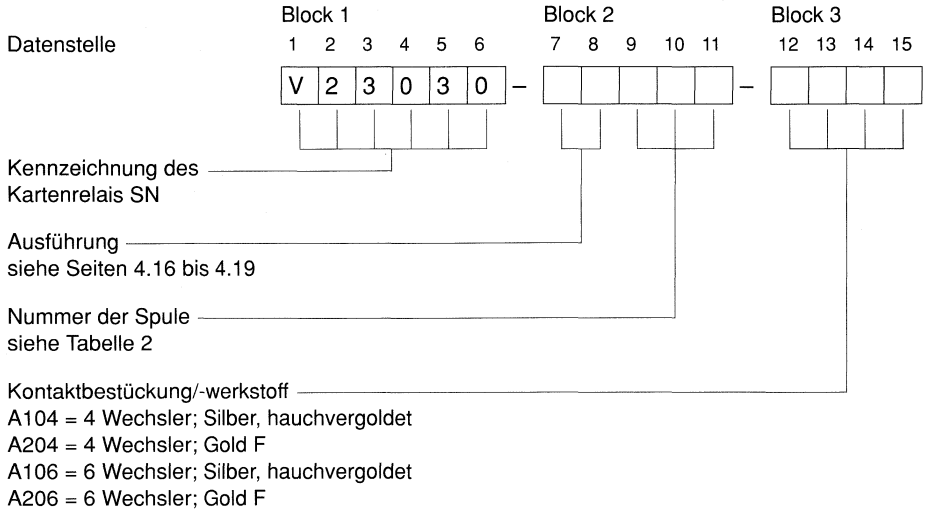 Block 1 Block 2 Block 3
Datenstelle 1 2 3 4 5 6 7 8 9 10 11 12 13 14 15
V 2 3 0 3 0 – –
Kennzeichnung des
Kartenrelais SN
Ausführung
siehe Seiten 4.16 bis 4.19
Nummer der Spule
siehe Tabelle 2
Kontaktbestückung/-werkstoff
A104 = 4 Wechsler; Silber, hauchvergoldet
A204 = 4 Wechsler; Gold F
A106 = 6 Wechsler; Silber, hauchvergoldet
A206 = 6 Wechsler; Gold F